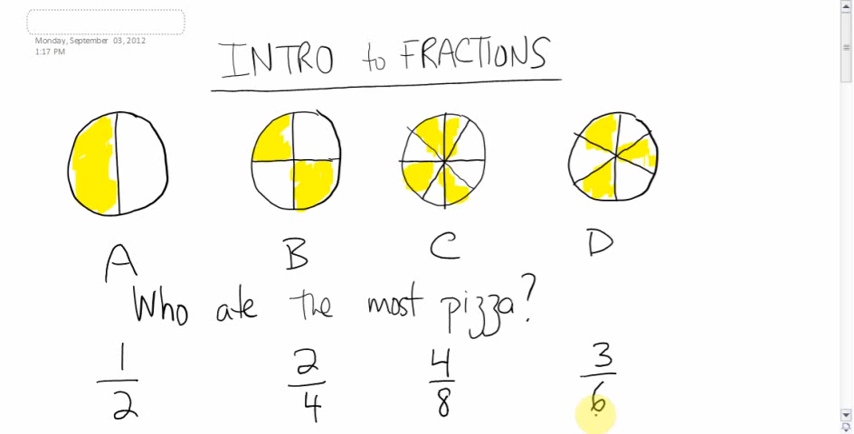 Monday, September 03, 2012
1:17 PM
INTRO to FRACTIONS
A B C D
Who ate the most pizza?
1/2 2/4 4/8 3/6